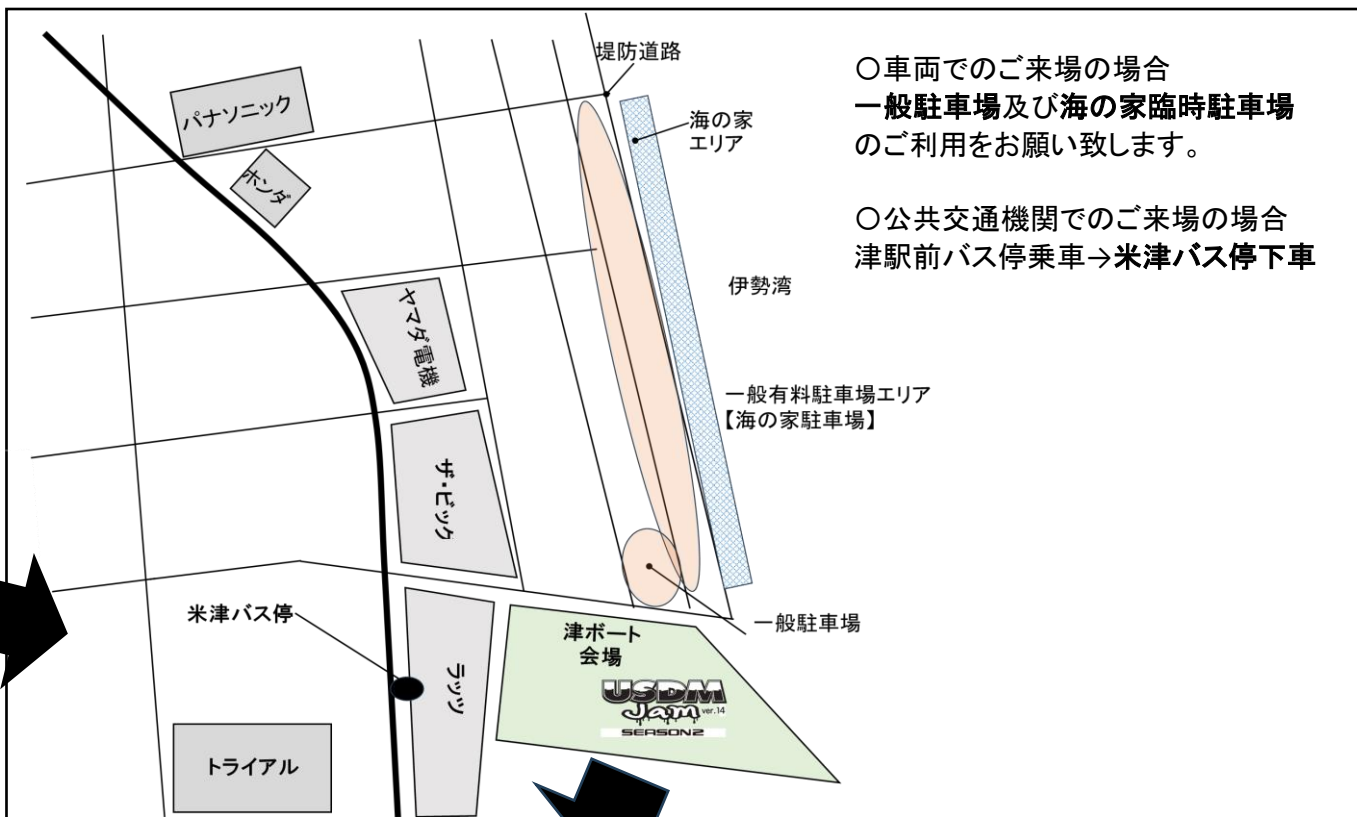 堤防道路
パナソニック
海の家
エリア
ホンダ
伊勢湾
ヤマダ電機
一般有料駐車場エリア
【海の家駐車場】
ザ・ビック
米津バス停
一般駐車場
津ボート
会場
ラッツ
USDM
Jam ver.14
SEASON2
トライアル
〇車両でのご来場の場合
一般駐車場及び海の家臨時駐車場
のご利用をお願い致します。
〇公共交通機関でのご来場の場合
津駅前バス停乗車→米津バス停下車